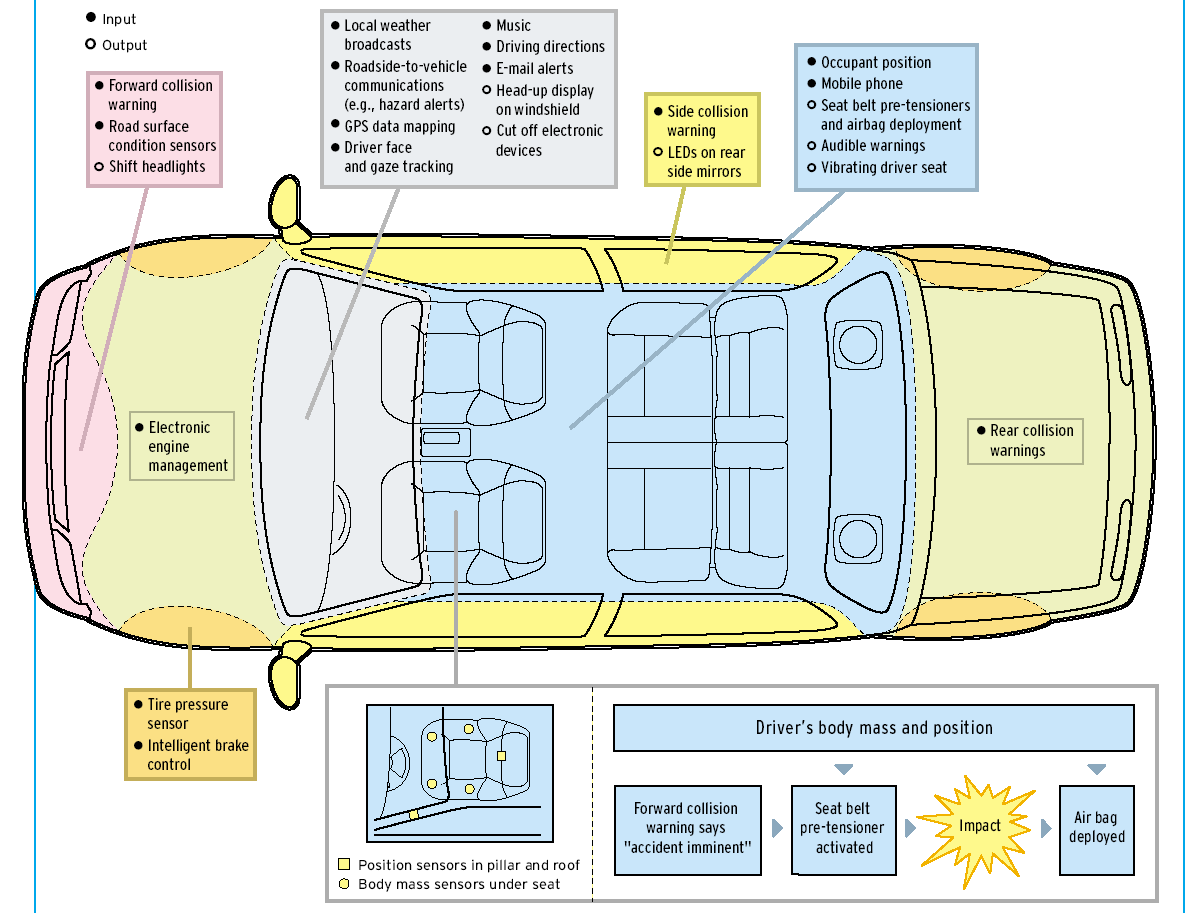 Input
Output
Forward collision
warning
Road surface
condition sensors
Shift headlights
Local weather
broadcasts
Roadside-to-vehicle
communications
(e.g., hazard alerts)
GPS data mapping
Driver face
and gaze tracking
Music
Driving directions
E-mail alerts
Head-up display
on windshield
Cut off electronic
devices
Side collision
warning
LEDs on rear
side mirrors
Occupant position
Mobile phone
Seat belt pre-tensioners
and airbag deployment
Audible warnings
Vibrating driver seat
Electronic
engine
management
Rear collision
warnings
Tire pressure
sensor
Intelligent brake
control
Position sensors in pillar and roof
Body mass sensors under seat
Driver's body mass and position
Forward collision
warning says
"accident imminent"
Seat belt
pre-tensioner
activated
Impact
Air bag
deployed